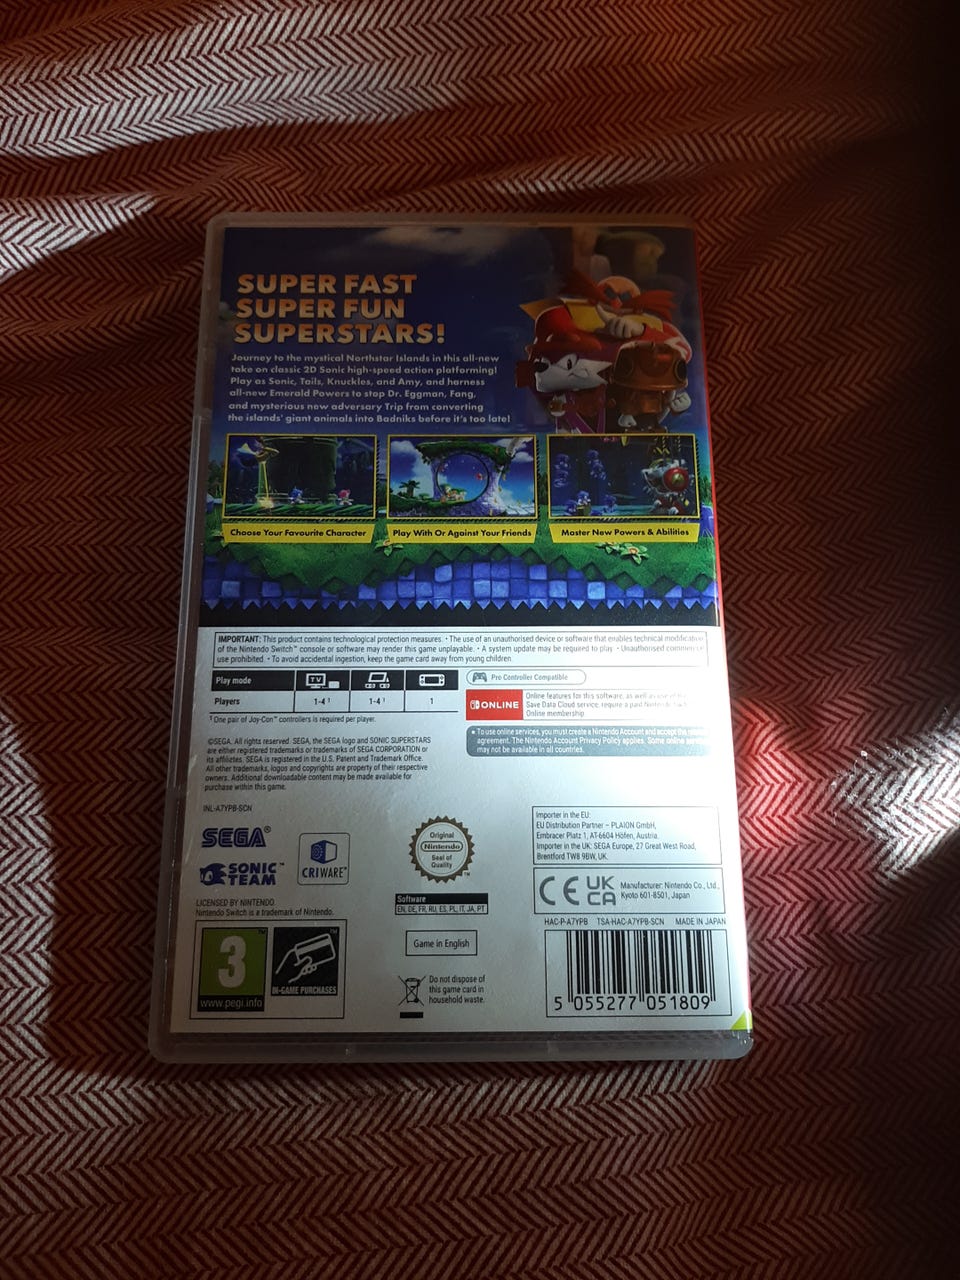 SUPER FAST
SUPER FUN
SUPERSTARS!
Journey to the mystical Northstar Islands in this all-new
take on classic 2D Sonic high-speed action platforming!
Play as Sonic, Tails, Knuckles, and Amy, and harness
all-new Emerald Powers to stop Dr. Eggman, Fang,
and mysterious new adversary Trip from converting
the islands' giant animals into Badniks before it's too late!
Choose Your Favourite Character
Play With Or Against Your Friends
Master New Powers & Abilities
IMPORTANT: This product contains technological protection measures. • The use of an unauthorised device or software that enables technical modification
of the Nintendo Switch™ console or software may render this game unplayable. • A system update may be required to play. • Unauthorised commercial
use prohibited. • To avoid accidental ingestion, keep the game card away from young children.
Play mode TV
Players 1-4 ¹ 1-4 ¹ 1
¹ One pair of Joy-Con™ controllers is required per player.
Pro Controller Compatible
ONLINE
Online features for this software, as well as use of the
Save Data Cloud service, require a paid Nintendo Switch
Online membership
• To use online services, you must create a Nintendo Account and accept the related
agreement. The Nintendo Account Privacy Policy applies. Some online services
may not be available in all countries.
©SEGA. All rights reserved. SEGA, the SEGA logo and SONIC SUPERSTARS
are either registered trademarks or trademarks of SEGA CORPORATION or
its affiliates. SEGA is registered in the U.S. Patent and Trademark Office.
All other trademarks, logos and copyrights are property of their respective
owners. Additional downloadable content may be made available for
purchase within this game.
INL-A7YPB-SCN
SEGA®
SONIC™
TEAM
CRIWARE™
LICENSED BY NINTENDO.
Nintendo Switch is a trademark of Nintendo.
3™
www.pegi.info
™
IN-GAME PURCHASES
Original
Nintendo
Seal of
Quality
™
Software
EN, DE, FR, RU, ES, PL, IT, JA, PT
Game in English
Do not dispose of
this game card in
household waste.
Importer in the EU:
EU Distribution Partner – PLAION GmbH,
Embracer Platz 1, AT-6604 Höfen, Austria.
Importer in the UK: SEGA Europe, 27 Great West Road,
Brentford TW8 9BW, UK.
CE UK
CA
Manufacturer: Nintendo Co., Ltd.,
Kyoto 601-8501, Japan
HAC-P-A7YPB TSA-HAC-A7YPB-SCN MADE IN JAPAN
5 055277 051809